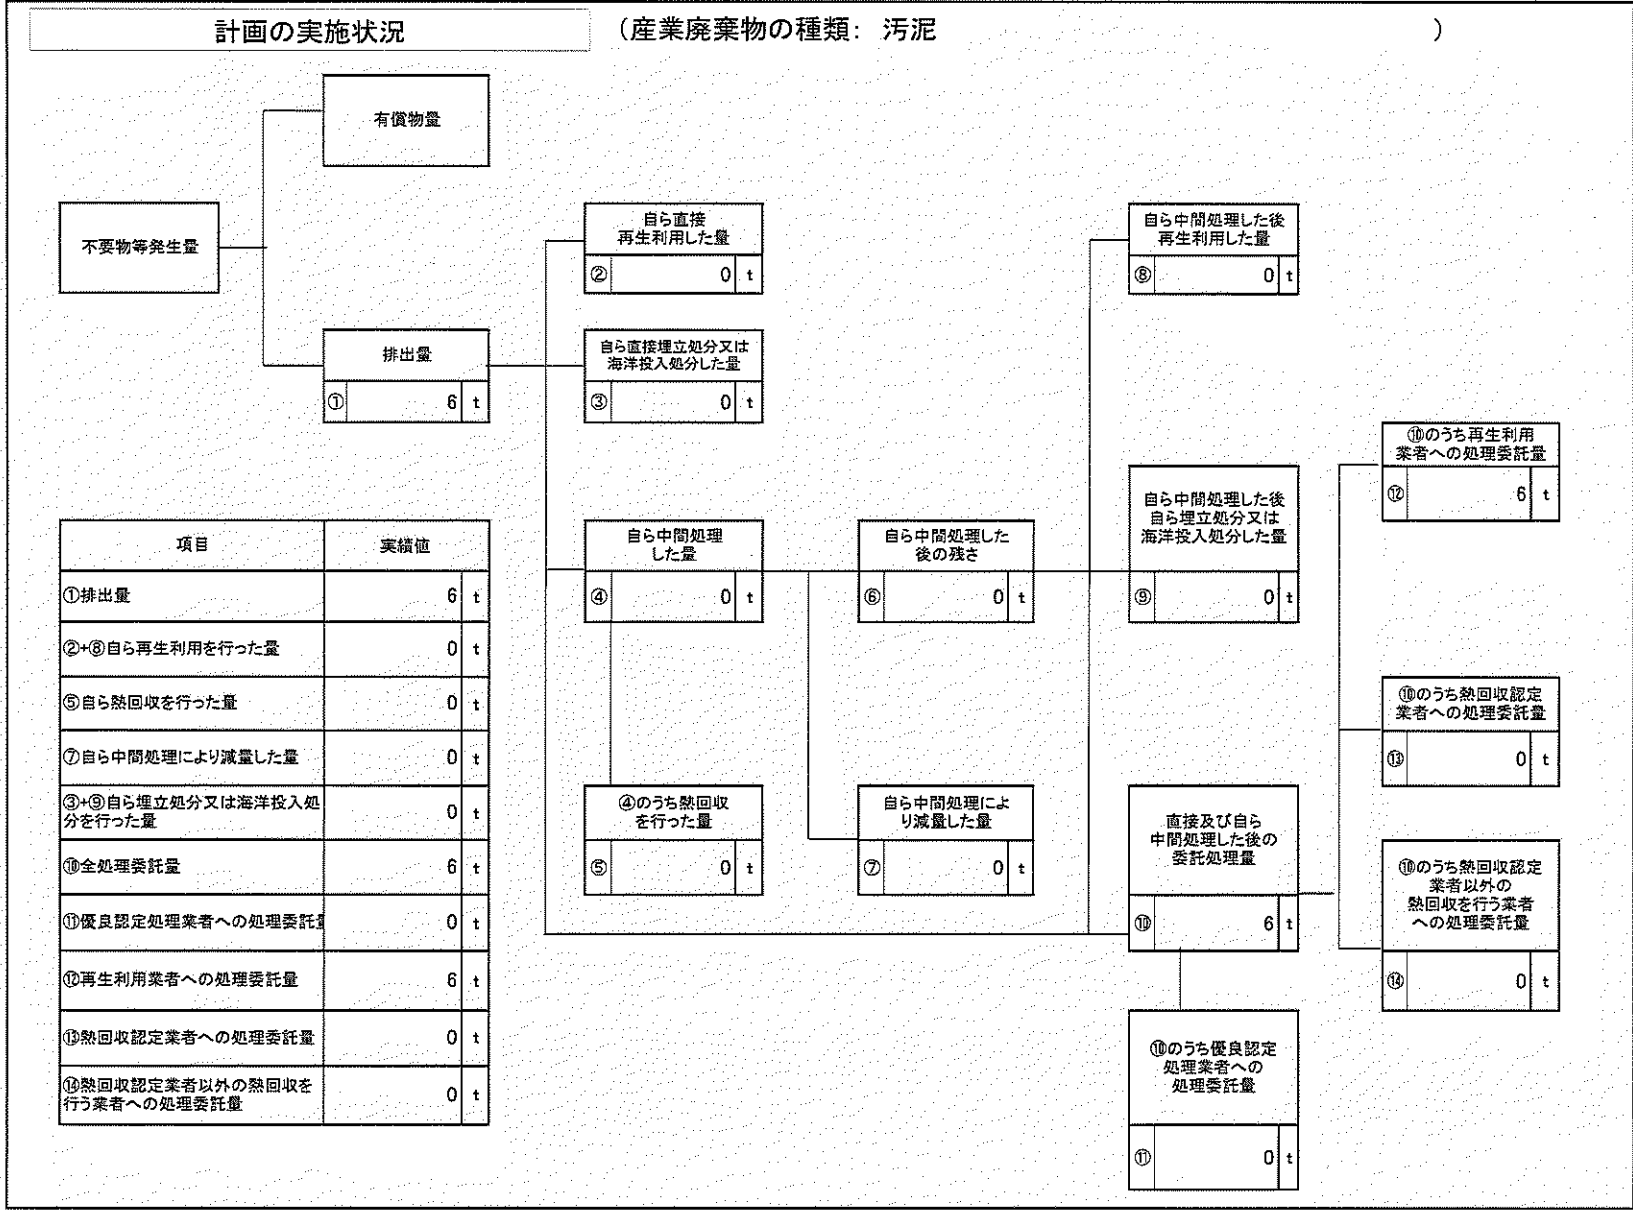 計画の実施状況
（産業廃棄物の種類： 汚泥 ）
有償物量
不要物等発生量
排出量
① 6 t
自ら直接
再生利用した量
② 0 t
自ら直接埋立処分又は
海洋投入処分した量
③ 0 t
自ら中間処理
した量
④ 0 t
④のうち熱回収
を行った量
⑤ 0 t
自ら中間処理した
後の残さ
⑥ 0 t
自ら中間処理によ
り減量した量
⑦ 0 t
自ら中間処理した後
再生利用した量
⑧ 0 t
自ら中間処理した後
自ら埋立処分又は
海洋投入処分した量
⑨ 0 t
直接及び自ら
中間処理した後の
委託処理量
⑩ 6 t
⑩のうち優良認定
処理業者への
処理委託量
⑪ 0 t
⑩のうち再生利用
業者への処理委託量
⑫ 6 t
⑩のうち熱回収認定
業者への処理委託量
⑬ 0 t
⑩のうち熱回収認定
業者以外の
熱回収を行う業者
への処理委託量
⑭ 0 t
項目 実績値
①排出量 6 t
②+⑧自ら再生利用を行った量 0 t
⑤自ら熱回収を行った量 0 t
⑦自ら中間処理により減量した量 0 t
③+⑨自ら埋立処分又は海洋投入処
分を行った量 0 t
⑩全処理委託量 6 t
⑪優良認定処理業者への処理委託量 0 t
⑫再生利用業者への処理委託量 6 t
⑬熱回収認定業者への処理委託量 0 t
⑭熱回収認定業者以外の熱回収を
行う業者への処理委託量 0 t